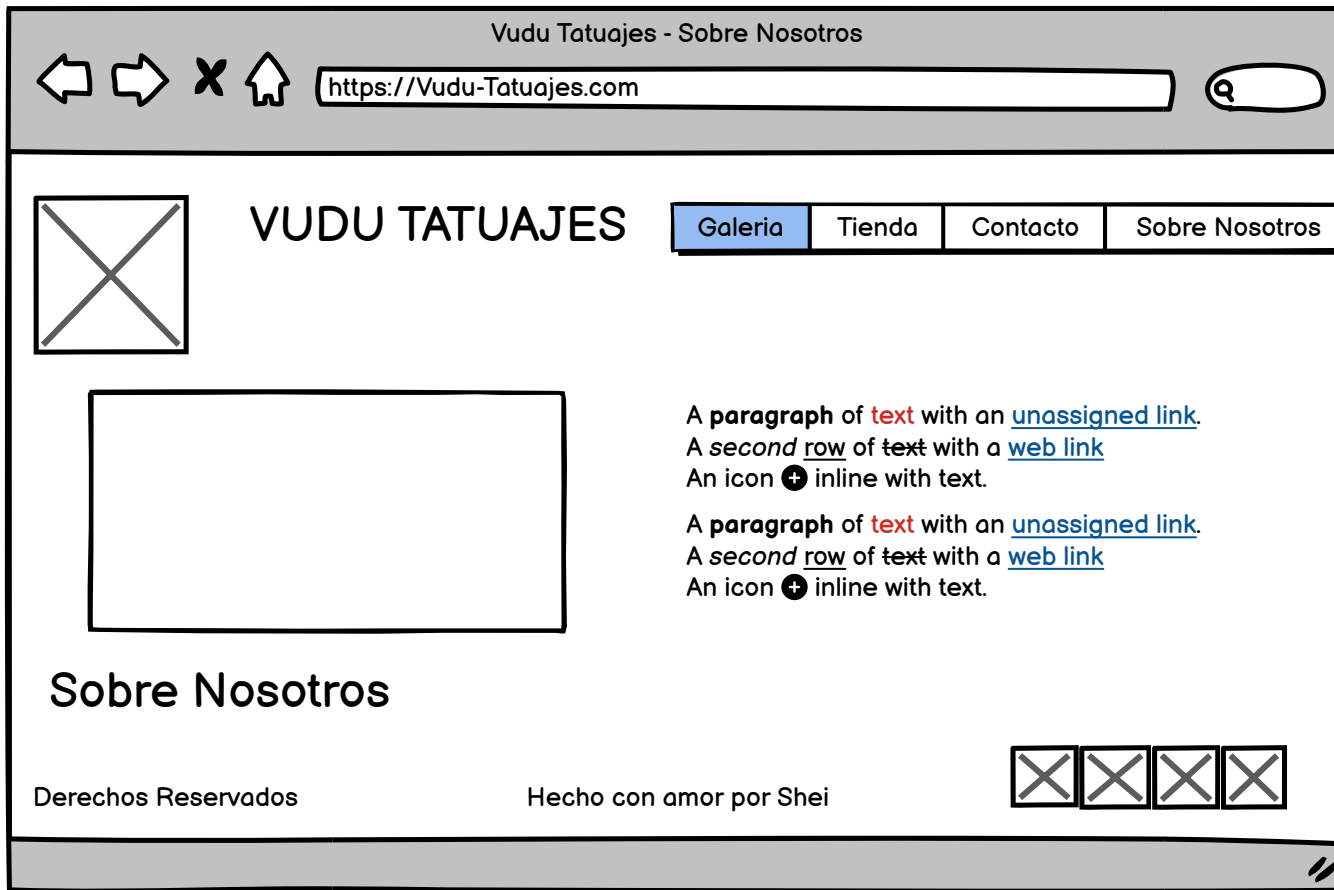 Vudu Tatuajes - Sobre Nosotros
https://Vudu-Tatuajes.com
VUDU TATUAJES
Galeria
Tienda
Contacto
Sobre Nosotros
A paragraph of text with an unassigned link.
A second row of text with a web link
An icon inline with text.
A paragraph of text with an unassigned link.
A second row of text with a web link
An icon inline with text.
Sobre Nosotros
Derechos Reservados
Hecho con amor por Shei